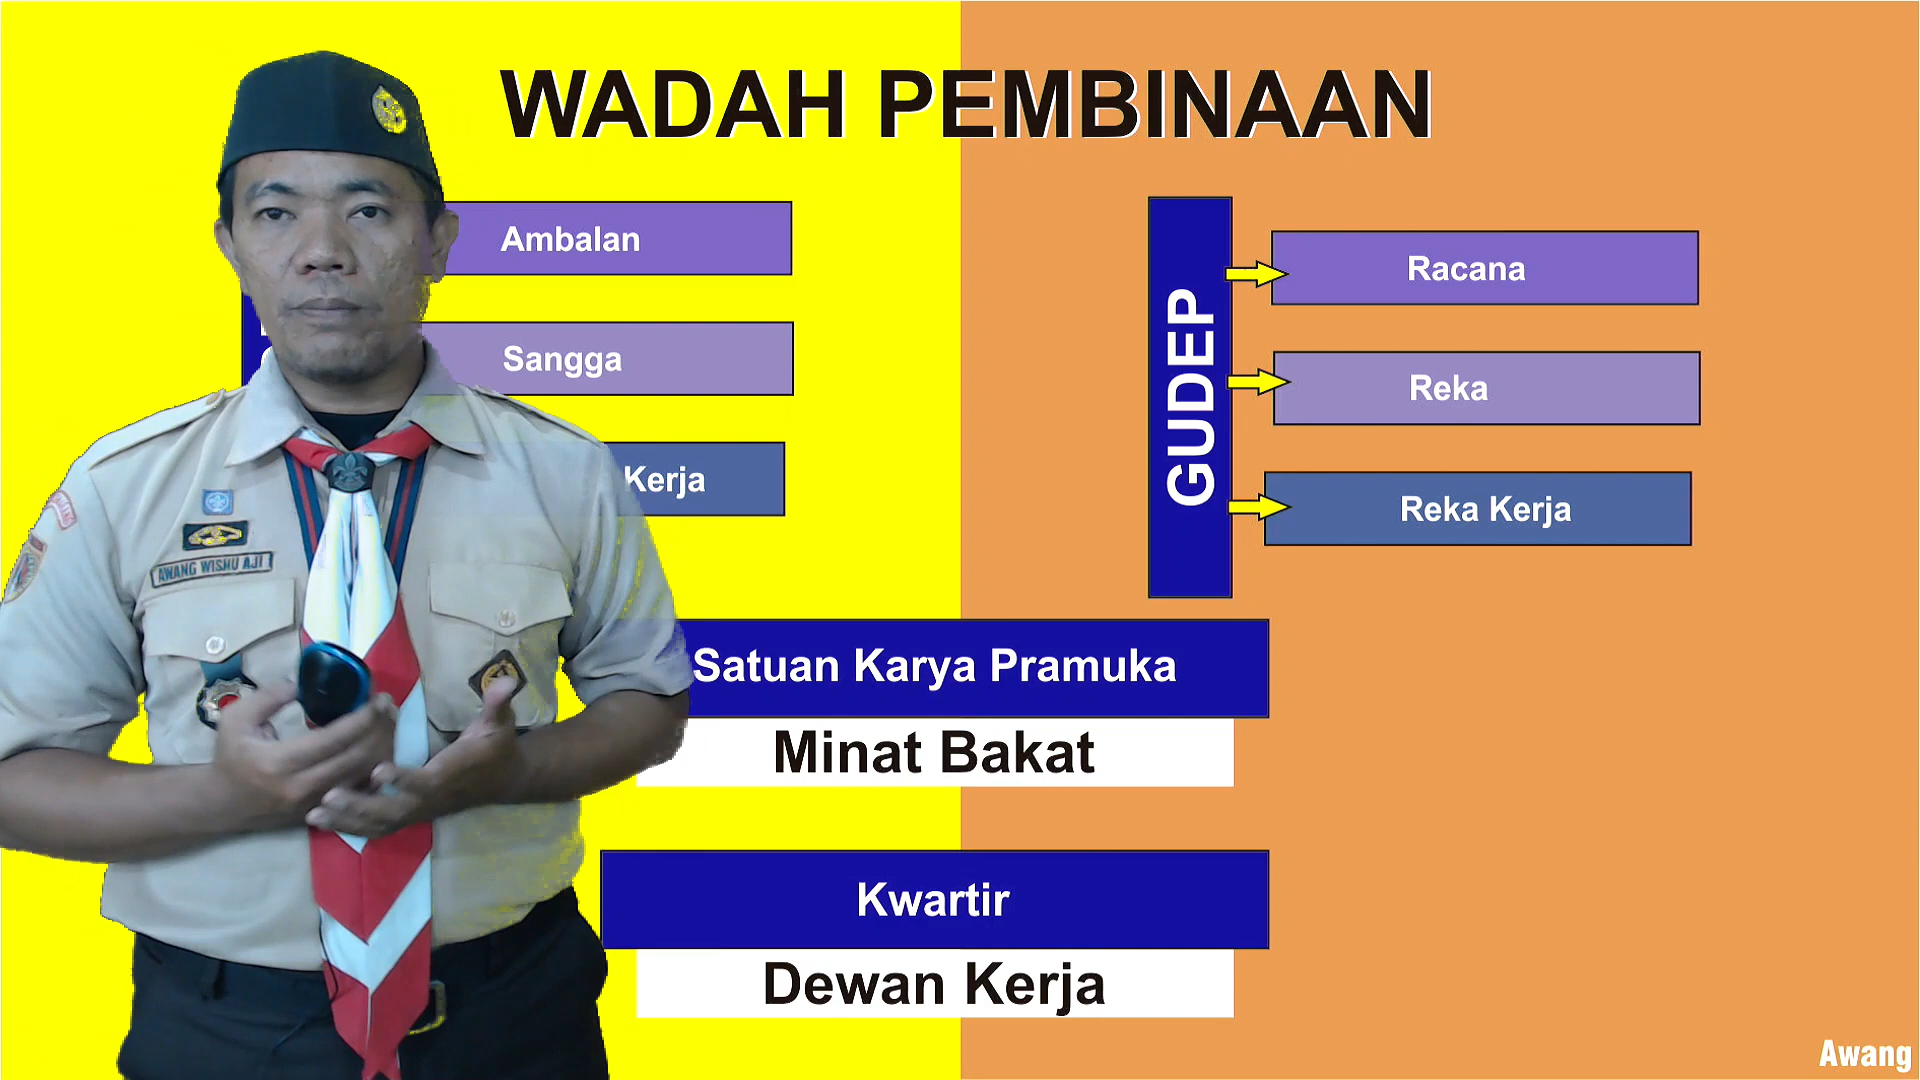 WADAH PEMBINAAN
Ambalan
Sangga
Kerja
GUDEP
Racana
Reka
Reka Kerja
AWANG WISNU AJI
Satuan Karya Pramuka
Minat Bakat
Kwartir
Dewan Kerja
Awang